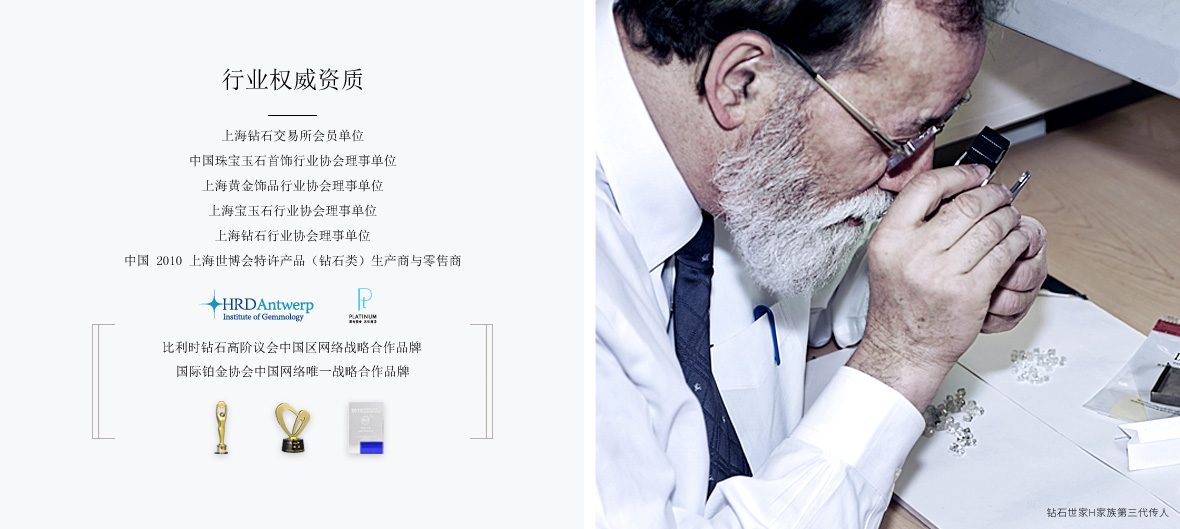 行业权威资质
上海钻石交易所会员单位
中国珠宝玉石首饰行业协会理事单位
上海黄金饰品行业协会理事单位
上海宝玉石行业协会理事单位
上海钻石行业协会理事单位
中国 2010 上海世博会特许产品（钻石类）生产商与零售商
HRDAntwerp
Institute of Gemmology
Pt
PLATINUM
比利时钻石高阶议会中国区网络战略合作品牌
国际铂金协会中国网络唯一战略合作品牌
钻石世家H家族第三代传人